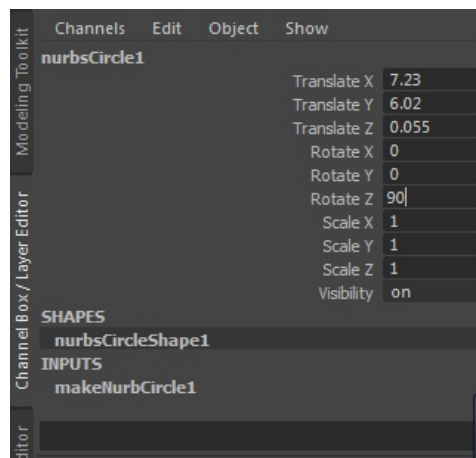 Channels Edit Object Show
nurbsCircle1
Translate X 7.23
Translate Y 6.02
Translate Z 0.055
Rotate X 0
Rotate Y 0
Rotate Z 90
Scale X 1
Scale Y 1
Scale Z 1
Visibility on
SHAPES
nurbsCircleShape1
INPUTS
makeNurbCircle1
Modeling Toolkit
Channel Box / Layer Editor